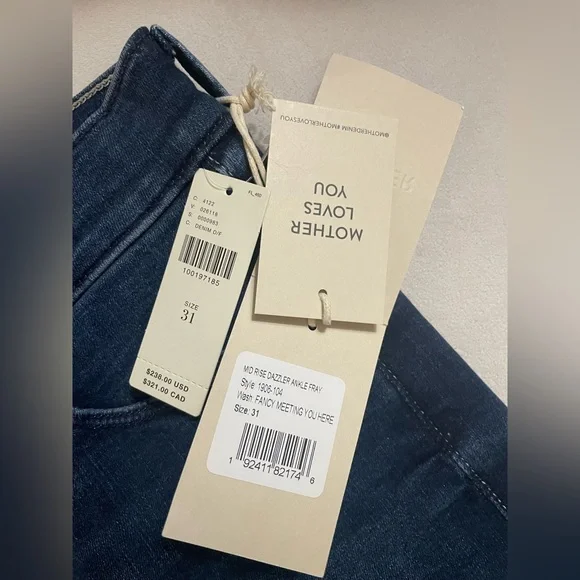 @MOTHERDENIM #MOTHERLOVESYOU
MOTHER
LOVES
YOU
D: 4122
V: 026116
S: 0000983
C: DENIM O/F
100197185
SIZE
31
$238.00 USD
$321.00 CAD
MID RISE DAZZLER ANKLE FRAY
Style: 1906-104
Wash: FANCY MEETING YOU HERE
Size: 31
1 92411 82174 6